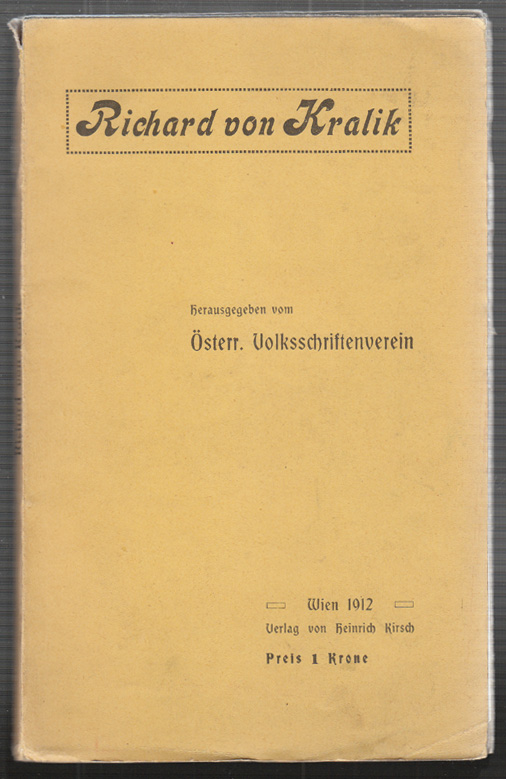 Richard von Kralik
Herausgegeben vom
Österr. Volksschriftenverein
Wien 1912
Verlag von Heinrich Kirsch
Preis 1 Krone